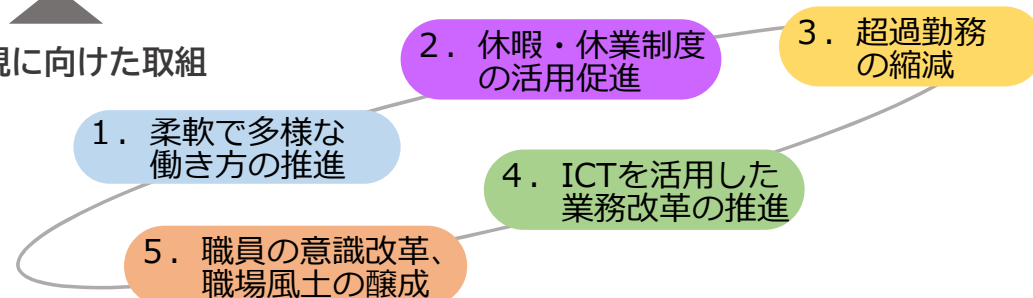 現に向けた取組
1．柔軟で多様な
働き方の推進
2．休暇・休業制度
の活用促進
3．超過勤務
の縮減
4．ICTを活用した
業務改革の推進
5．職員の意識改革、
職場風土の醸成